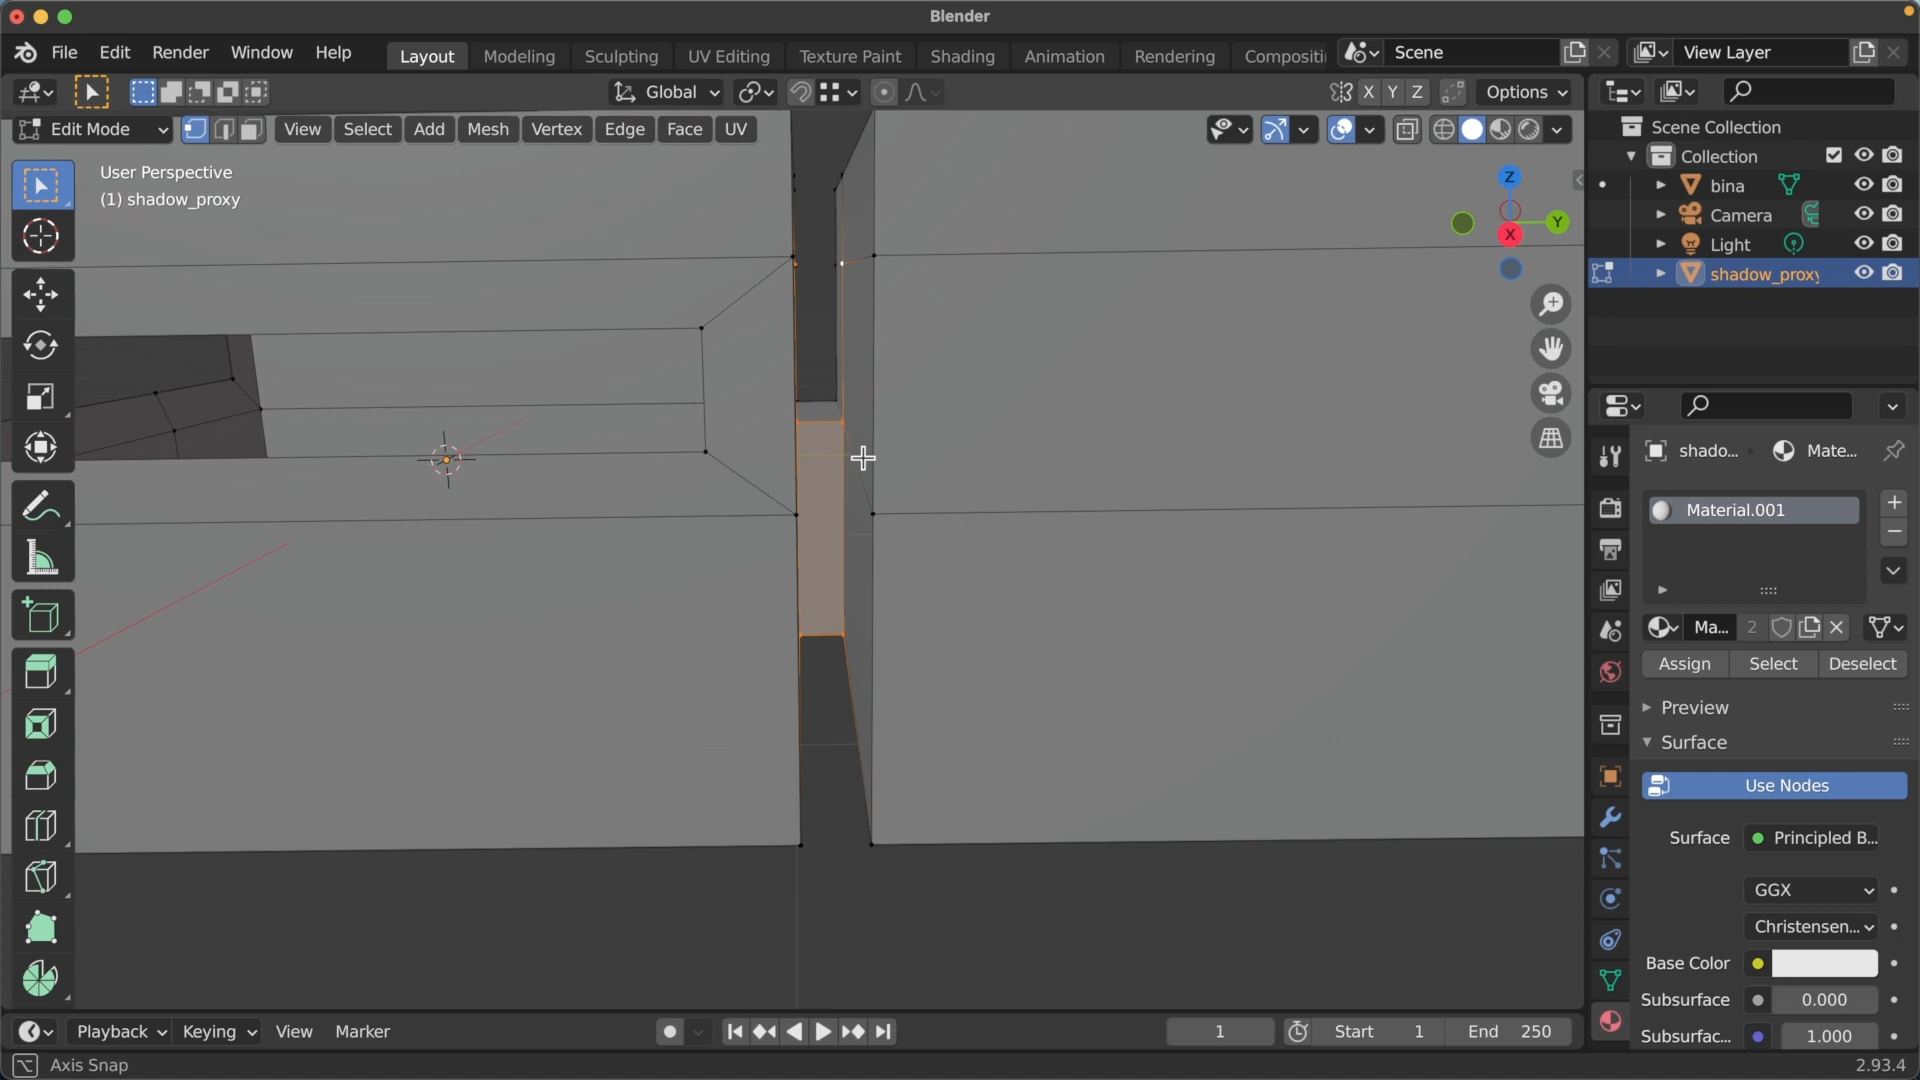 Blender
File Edit Render Window Help Layout Modeling Sculpting UV Editing Texture Paint Shading Animation Rendering Compositi Scene View Layer
Global X Y Z Options
Edit Mode View Select Add Mesh Vertex Edge Face UV
User Perspective
(1) shadow_proxy
Z
Y
X
Scene Collection
Collection
bina
Camera
Light
shadow_proxy
shado... Mate...
Material.001
Ma... 2
Assign Select Deselect
Preview
Surface
Use Nodes
Surface Principled B...
GGX
Christensen...
Base Color
Subsurface 0.000
Subsurfac... 1.000
Playback Keying View Marker 1 Start 1 End 250
Axis Snap 2.93.4